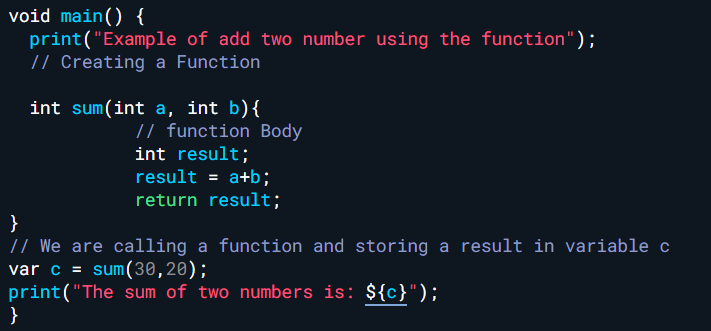 void main() {
  print("Example of add two number using the function");
  // Creating a Function

  int sum(int a, int b){
            // function Body
            int result;
            result = a+b;
            return result;
}
// We are calling a function and storing a result in variable c
var c = sum(30,20);
print("The sum of two numbers is: ${c}");
}